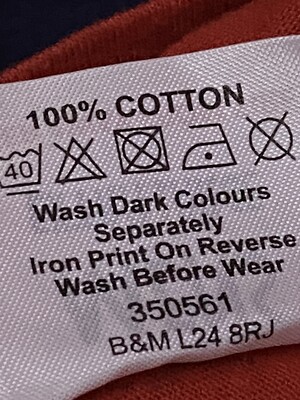 100% COTTON
40
Wash Dark Colours
Separately
Iron Print On Reverse
Wash Before Wear
350561
B&M L24 8RJ